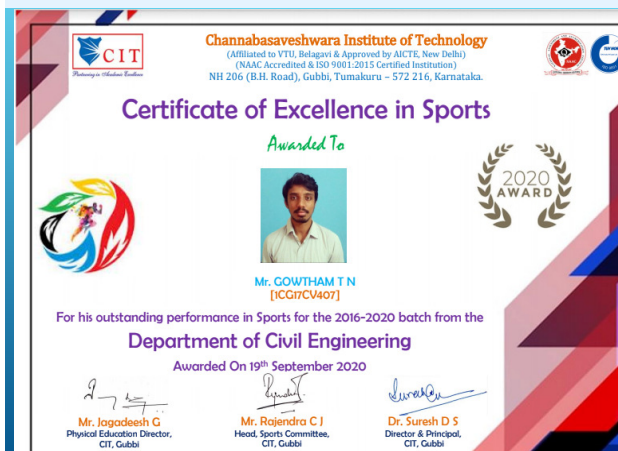 CIT
Partnering in Academic Excellence
Channabasaveshwara Institute of Technology
(Affiliated to VTU, Belagavi & Approved by AICTE, New Delhi)
(NAAC Accredited & ISO 9001:2015 Certified Institution)
NH 206 (B.H. Road), Gubbi, Tumakuru – 572 216, Karnataka.
Certificate of Excellence in Sports
Awarded To
2020
AWARD
Mr. GOWTHAM T N
[1CG17CV407]
For his outstanding performance in Sports for the 2016-2020 batch from the
Department of Civil Engineering
Awarded On 19th September 2020
Mr. Jagadeesh G
Physical Education Director,
CIT, Gubbi
Mr. Rajendra C J
Head, Sports Committee,
CIT, Gubbi
Dr. Suresh D S
Director & Principal,
CIT, Gubbi